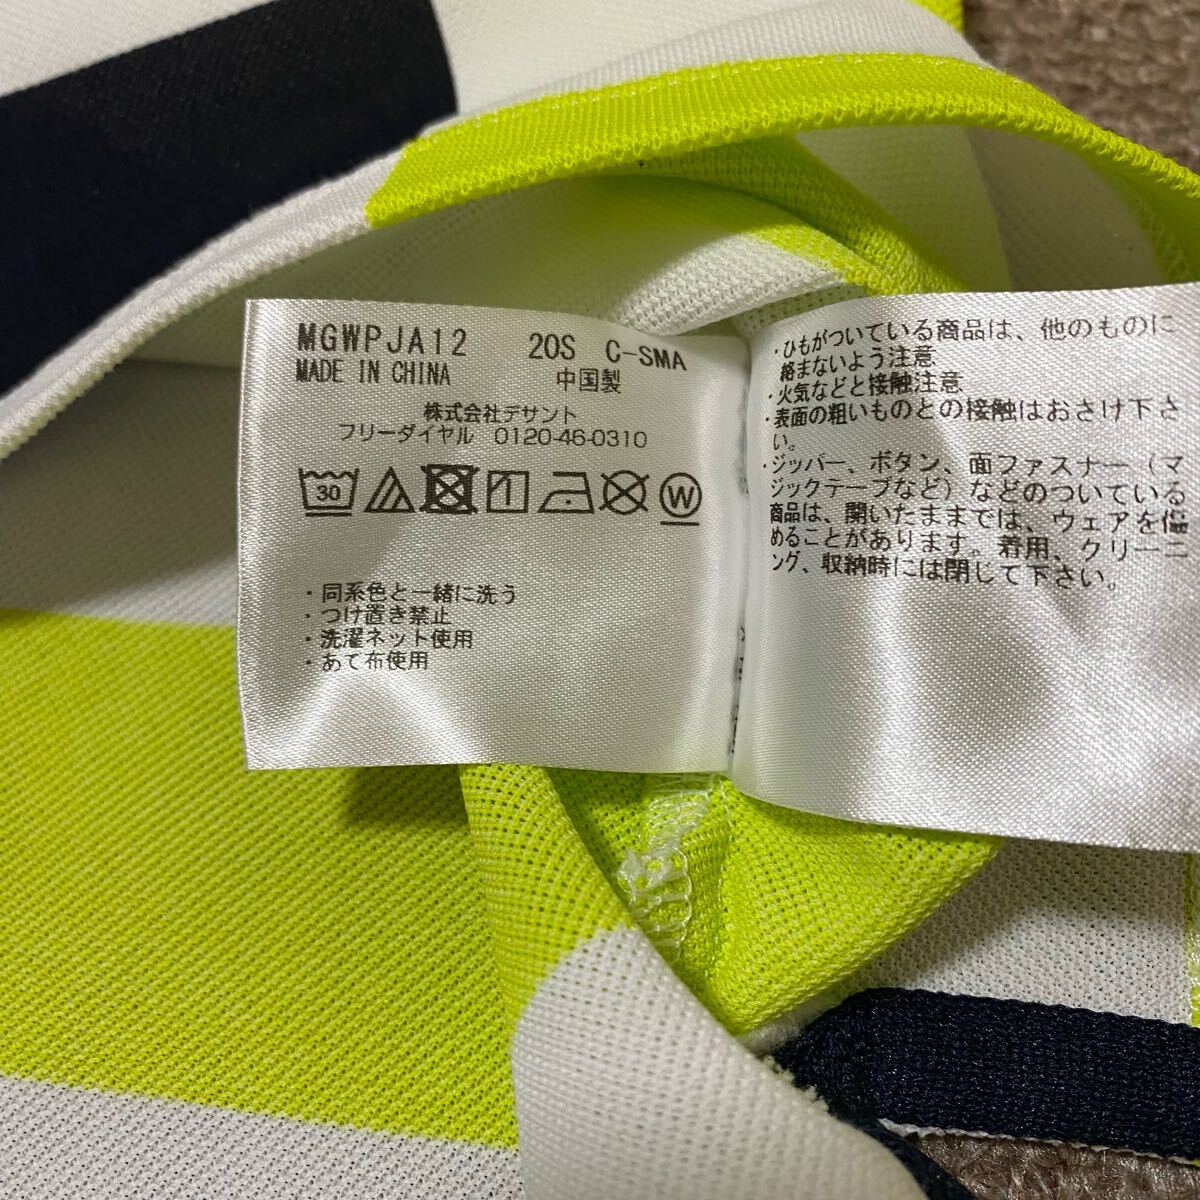 MGWPJA12 20S C-SMA
MADE IN CHINA 中国製
株式会社デサント
フリーダイヤル 0120-46-0310
30 W
・同系色と一緒に洗う
・つけ置き禁止
・洗濯ネット使用
・あて布使用
・ひもがついている商品は、他のものに
絡まないよう注意
・火気などと接触注意
・表面の粗いものとの接触はおさけ下さ
い。
・ジッパー、ボタン、面ファスナー（マ
ジックテープなど）などのついている
商品は、開いたままでは、ウェアを傷
めることがあります。着用、クリーニ
ング、収納時には閉じて下さい。